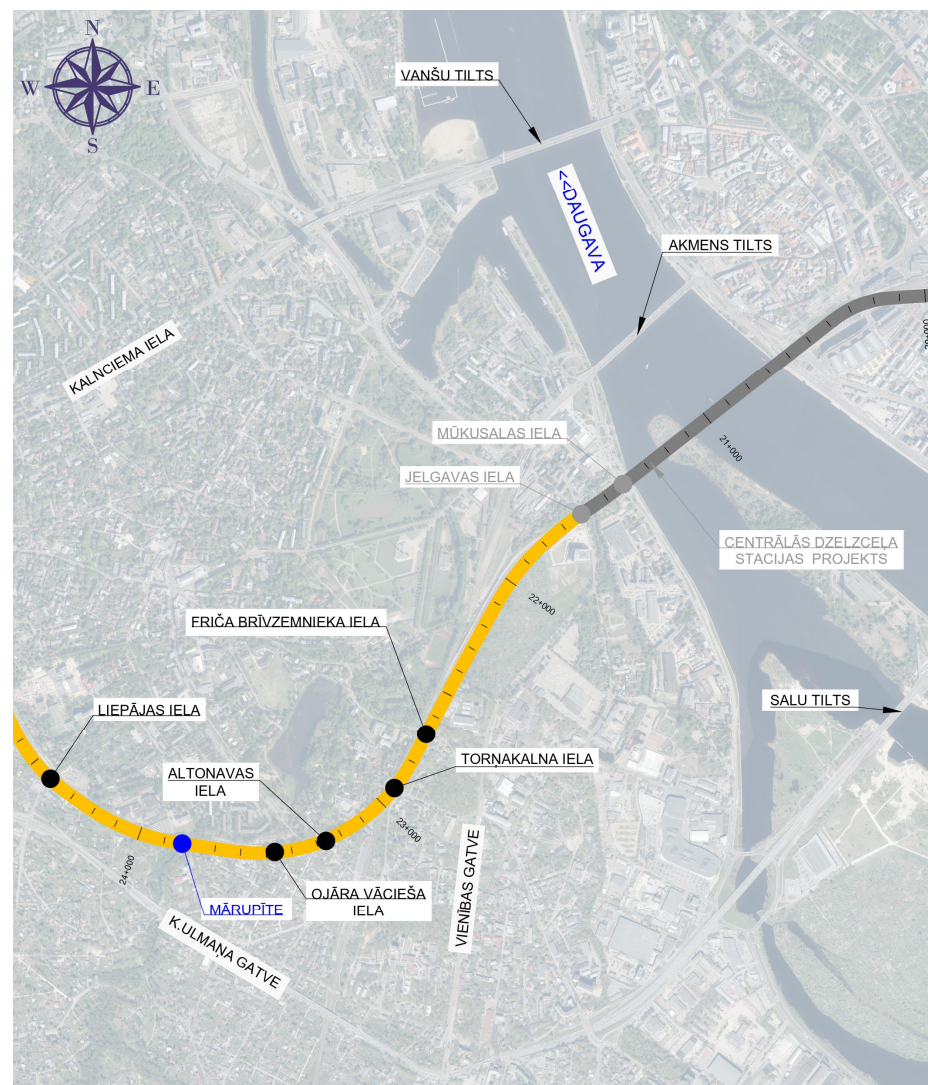 N
W
E
S
VANŠU TILTS
<<DAUGAVA
AKMENS TILTS
KALNCIEMA IELA
MŪKUSALAS IELA
21+000
JELGAVAS IELA
CENTRĀLĀS DZELZCEĻA
STACIJAS PROJEKTS
22+000
FRIČA BRĪVZEMNIEKA IELA
SALU TILTS
LIEPĀJAS IELA
TORŅAKALNA IELA
ALTONAVAS
IELA
23+000
24+000
VIENĪBAS GATVE
OJĀRA VĀCIEŠA
IELA
MĀRUPĪTE
K.ULMAŅA GATVE